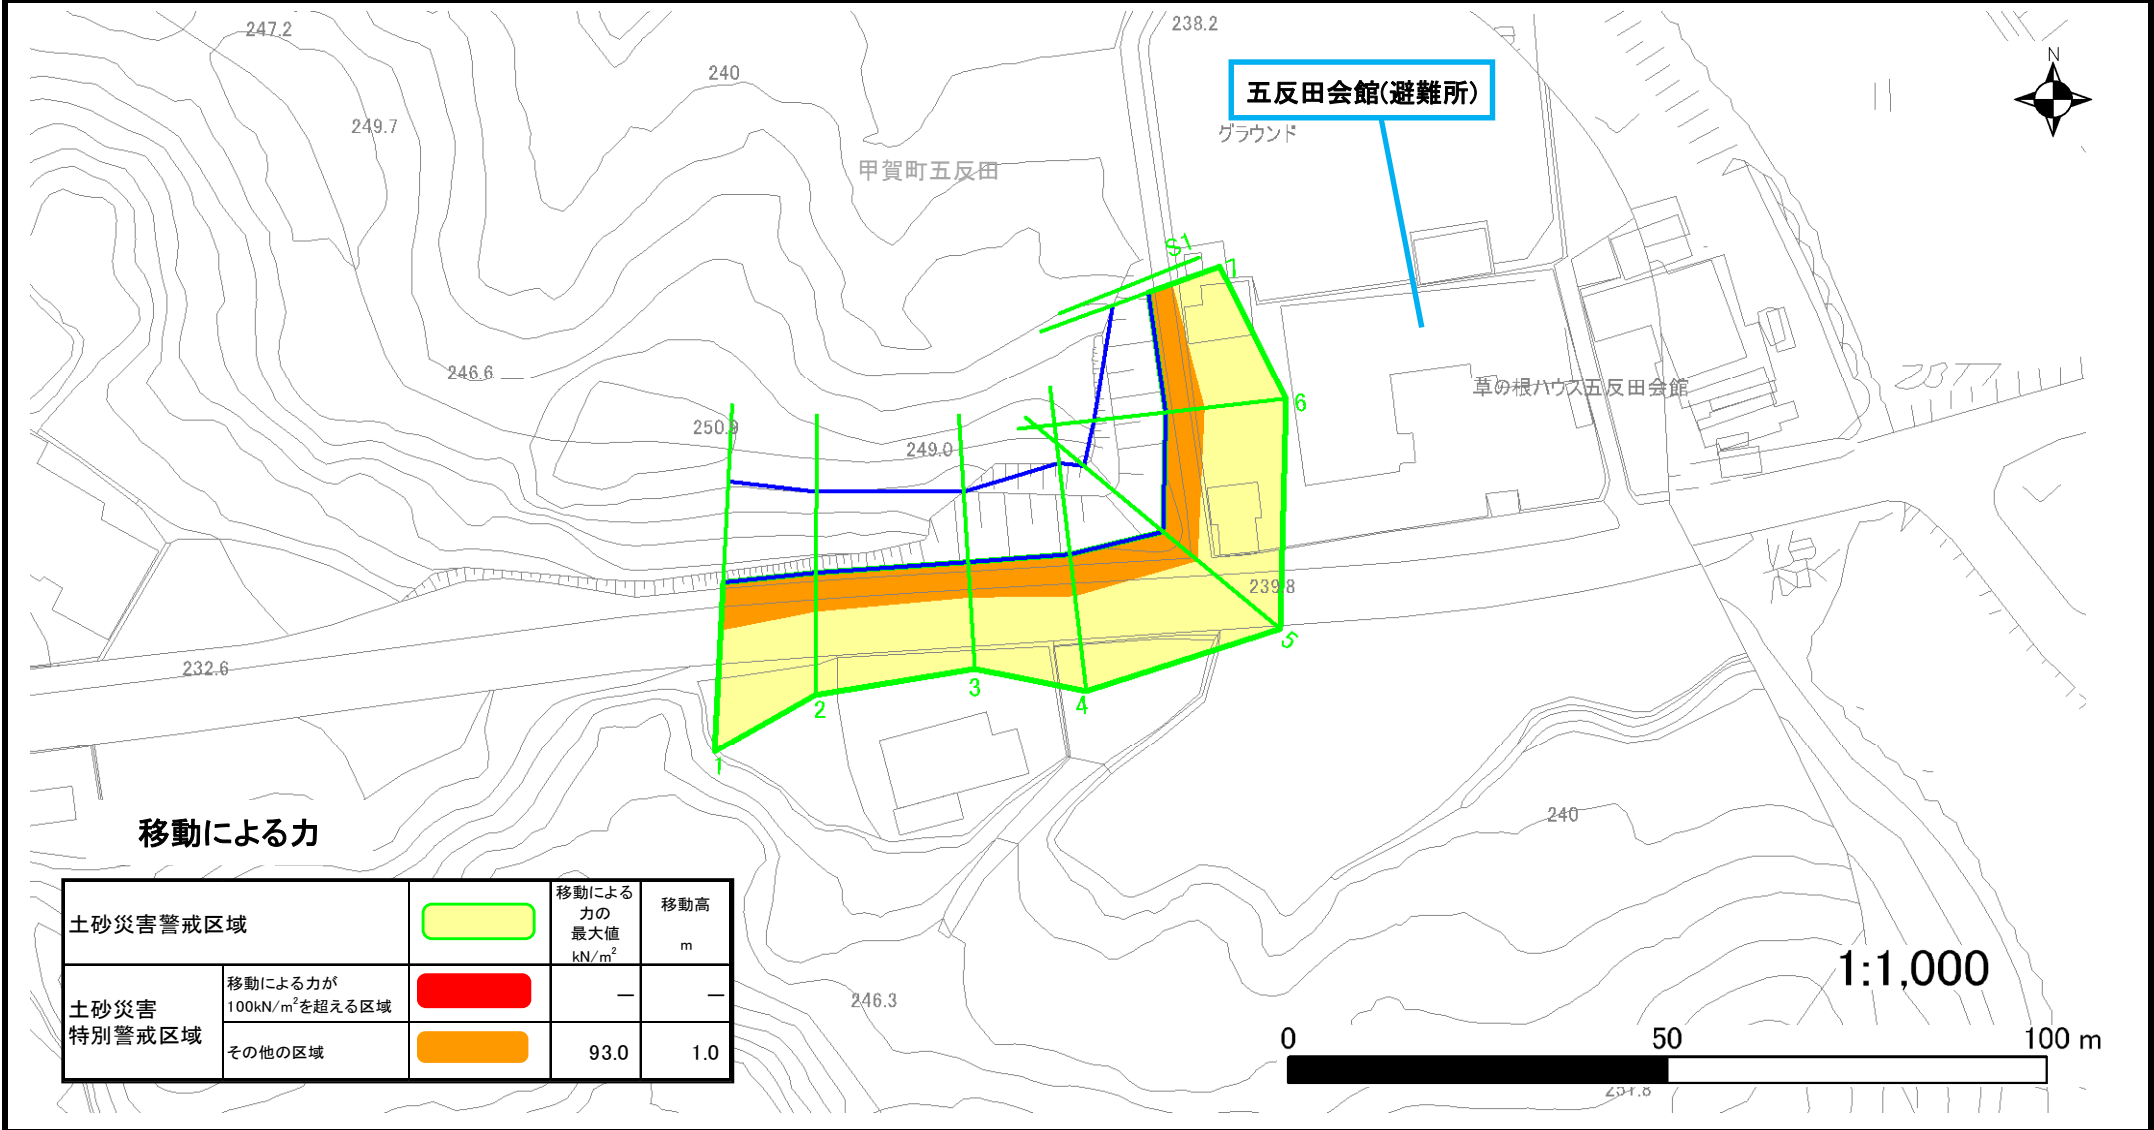 247.2
238.2
N
240
五反田会館(避難所)
249.7
グラウンド
甲賀町五反田
S1
7
246.6
草の根ハウス五反田会館
2877
6
250.9
249.0
239.8
5
232.6
3
4
2
1
移動による力
240
土砂災害警戒区域
移動による
力の
最大値
kN/m²
移動高
m
土砂災害
特別警戒区域
移動による力が
100kN/m²を超える区域
—
—
その他の区域
93.0
1.0
246.3
1:1,000
0
50
100 m
251.8